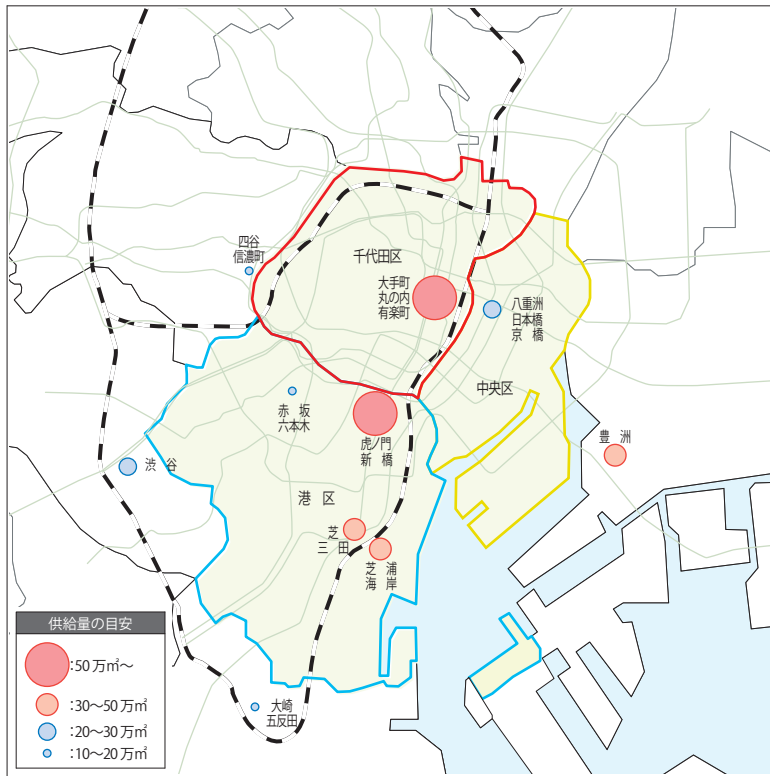 四谷
信濃町
千代田区
大手町
丸の内
有楽町
八重洲
日本橋
京　橋
中央区
赤　坂
六本木
虎ノ門
新　橋
豊　洲
渋　谷
港　区
芝
三　田
芝　浦
海　岸
大崎
五反田
供給量の目安
:50万㎡〜
:30〜50万㎡
:20〜30万㎡
:10〜20万㎡